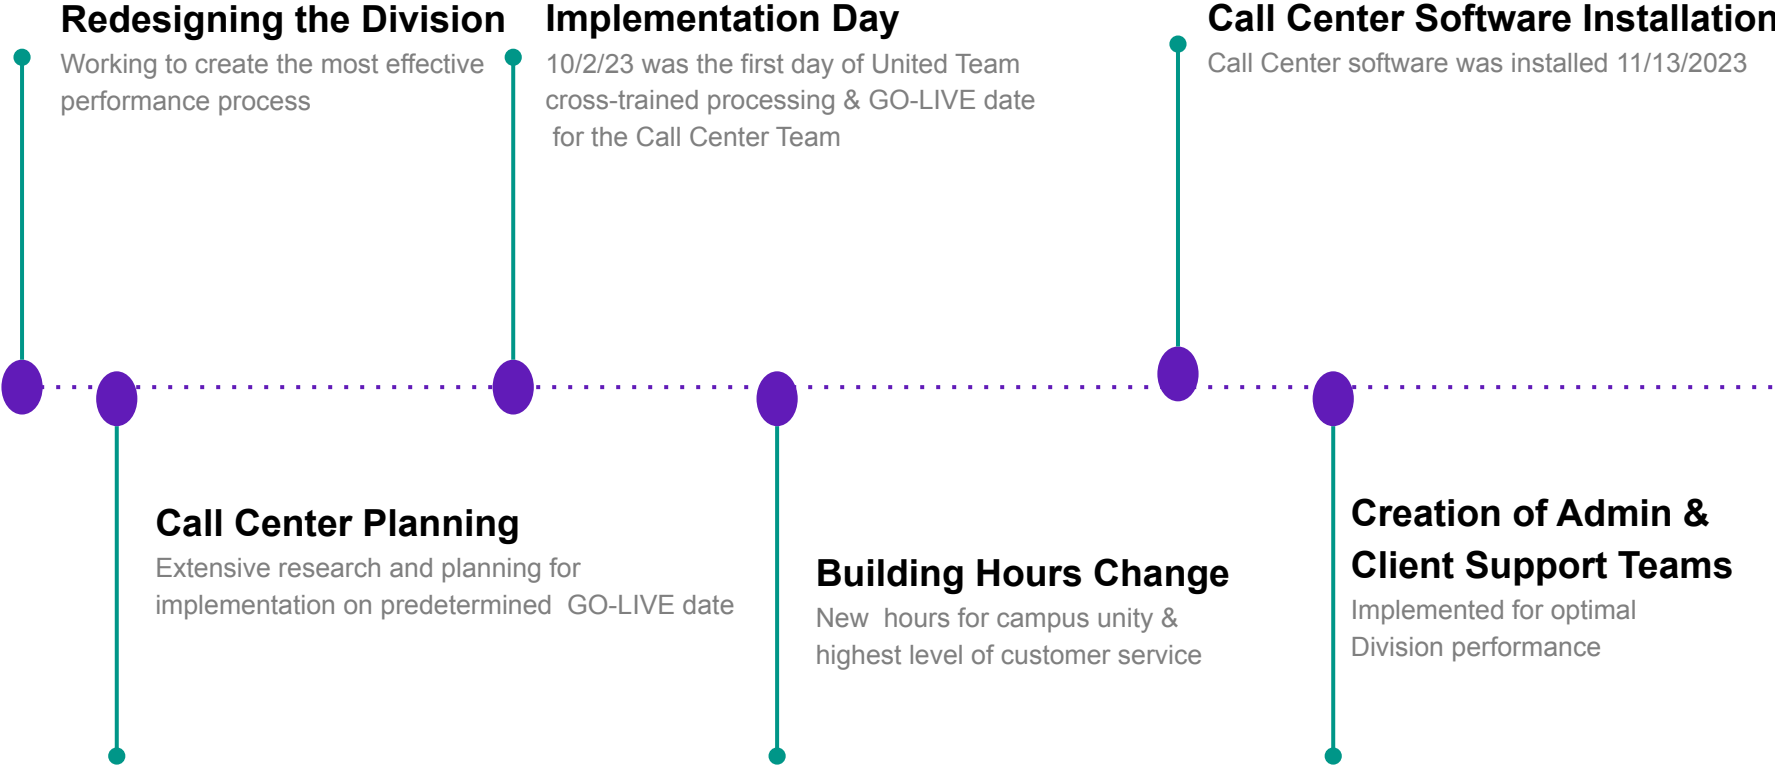 Redesigning the Division
Working to create the most effective
performance process
Implementation Day
10/2/23 was the first day of United Team
cross-trained processing & GO-LIVE date
for the Call Center Team
Call Center Software Installation
Call Center software was installed 11/13/2023
Call Center Planning
Extensive research and planning for
implementation on predetermined  GO-LIVE date
Building Hours Change
New  hours for campus unity &
highest level of customer service
Creation of Admin &
Client Support Teams
Implemented for optimal
Division performance